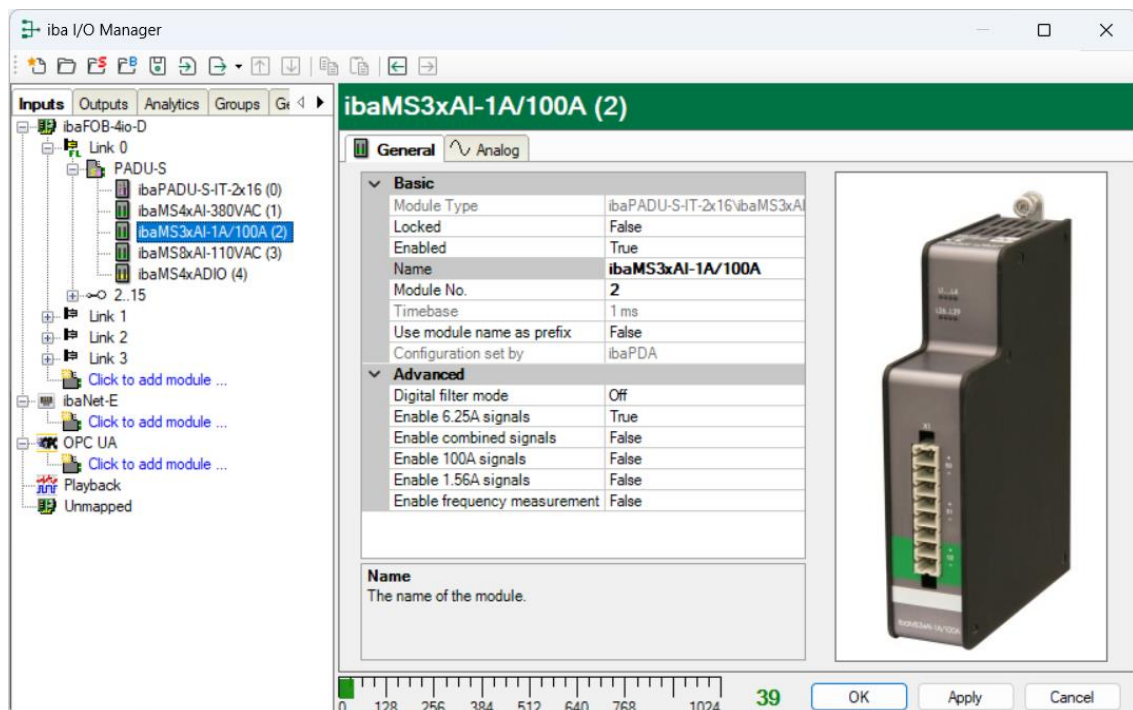 iba I/O Manager
Inputs Outputs Analytics Groups Ge
ibaFOB-4io-D
Link 0
PADU-S
ibaPADU-S-IT-2x16 (0)
ibaMS4xAI-380VAC (1)
ibaMS3xAI-1A/100A (2)
ibaMS8xAI-110VAC (3)
ibaMS4xADIO (4)
2..15
Link 1
Link 2
Link 3
Click to add module ...
ibaNet-E
Click to add module ...
OPC UA
Click to add module ...
Playback
Unmapped
ibaMS3xAI-1A/100A (2)
General Analog
Basic
Module Type ibaPADU-S-IT-2x16\ibaMS3xAI
Locked False
Enabled True
Name ibaMS3xAI-1A/100A
Module No. 2
Timebase 1 ms
Use module name as prefix False
Configuration set by ibaPDA
Advanced
Digital filter mode Off
Enable 6.25A signals True
Enable combined signals False
Enable 100A signals False
Enable 1.56A signals False
Enable frequency measurement False
Name
The name of the module.
X1
ibaMS3xAI-1A/100A
0 128 256 384 512 640 768 1024
39
OK Apply Cancel